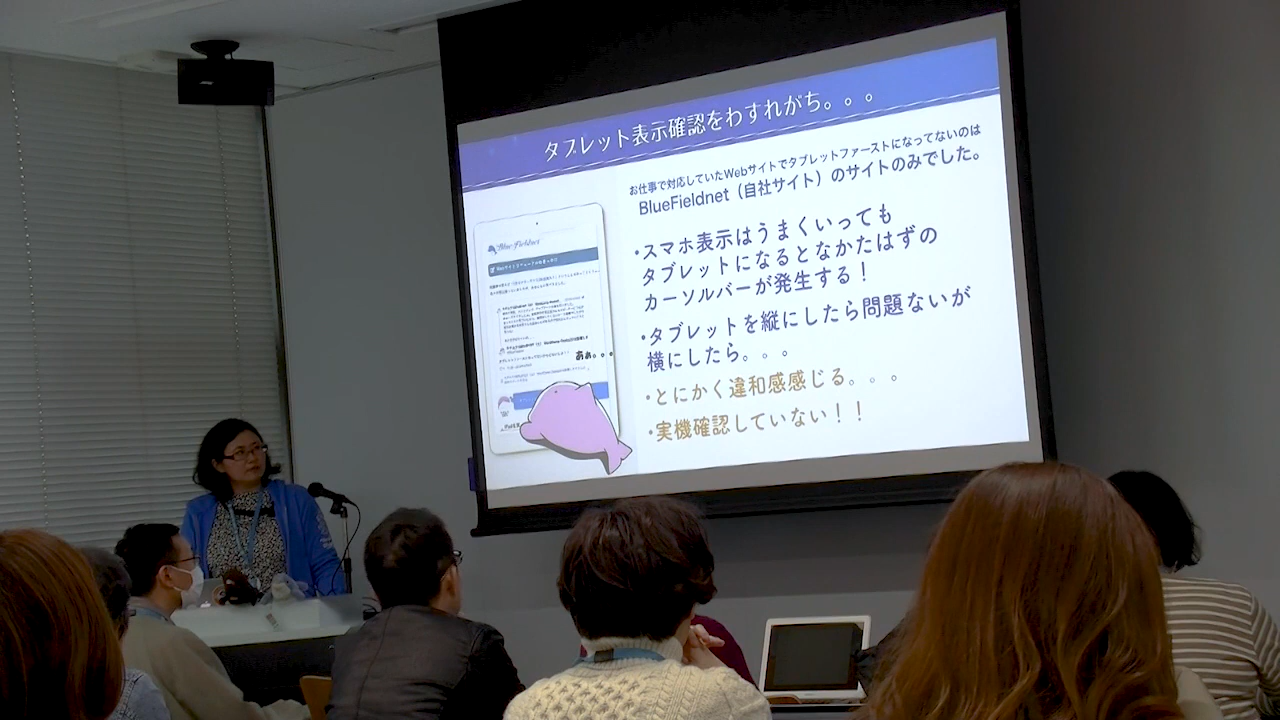 タブレット表示確認をわすれがち。。。
お仕事で対応していたWebサイトでタブレットファーストになってないのは
BlueFieldnet（自社サイト）のサイトのみでした。
・スマホ表示はうまくいっても
タブレットになるとなかたはずの
カーソルバーが発生する！
・タブレットを縦にしたら問題ないが
横にしたら。。。
・とにかく違和感感じる。。。
・実機確認していない！！
BlueFieldnet
あぁ。。。